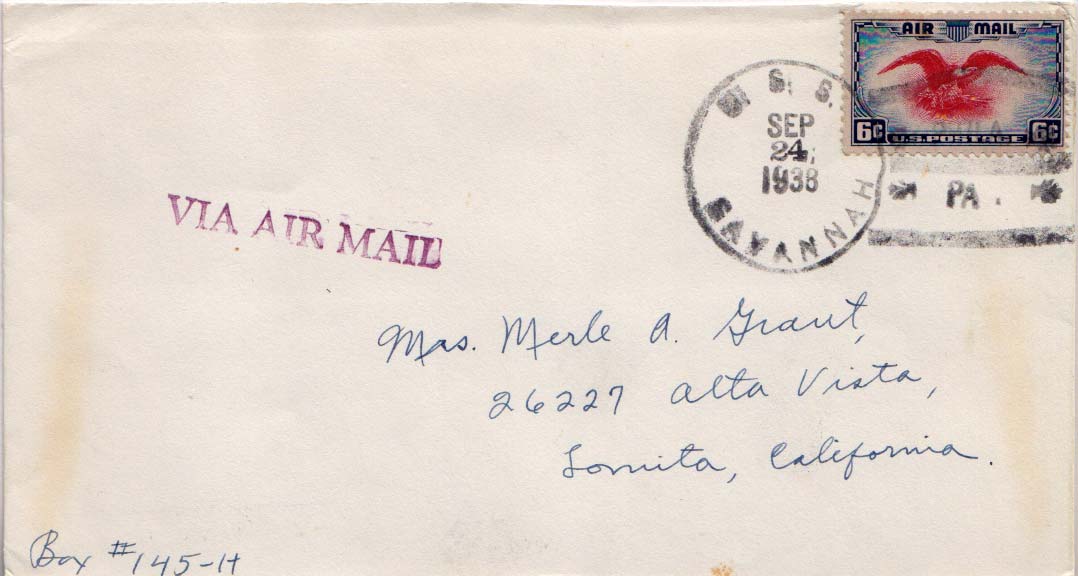 AIR MAIL
6¢ U.S. POSTAGE 6¢
U. S. S.
SEP
24,
1938
SAVANNAH
PA.
VIA AIR MAIL
Mrs. Merle A. Grant,
26227 Alta Vista,
Lomita, California.
Box #145-H